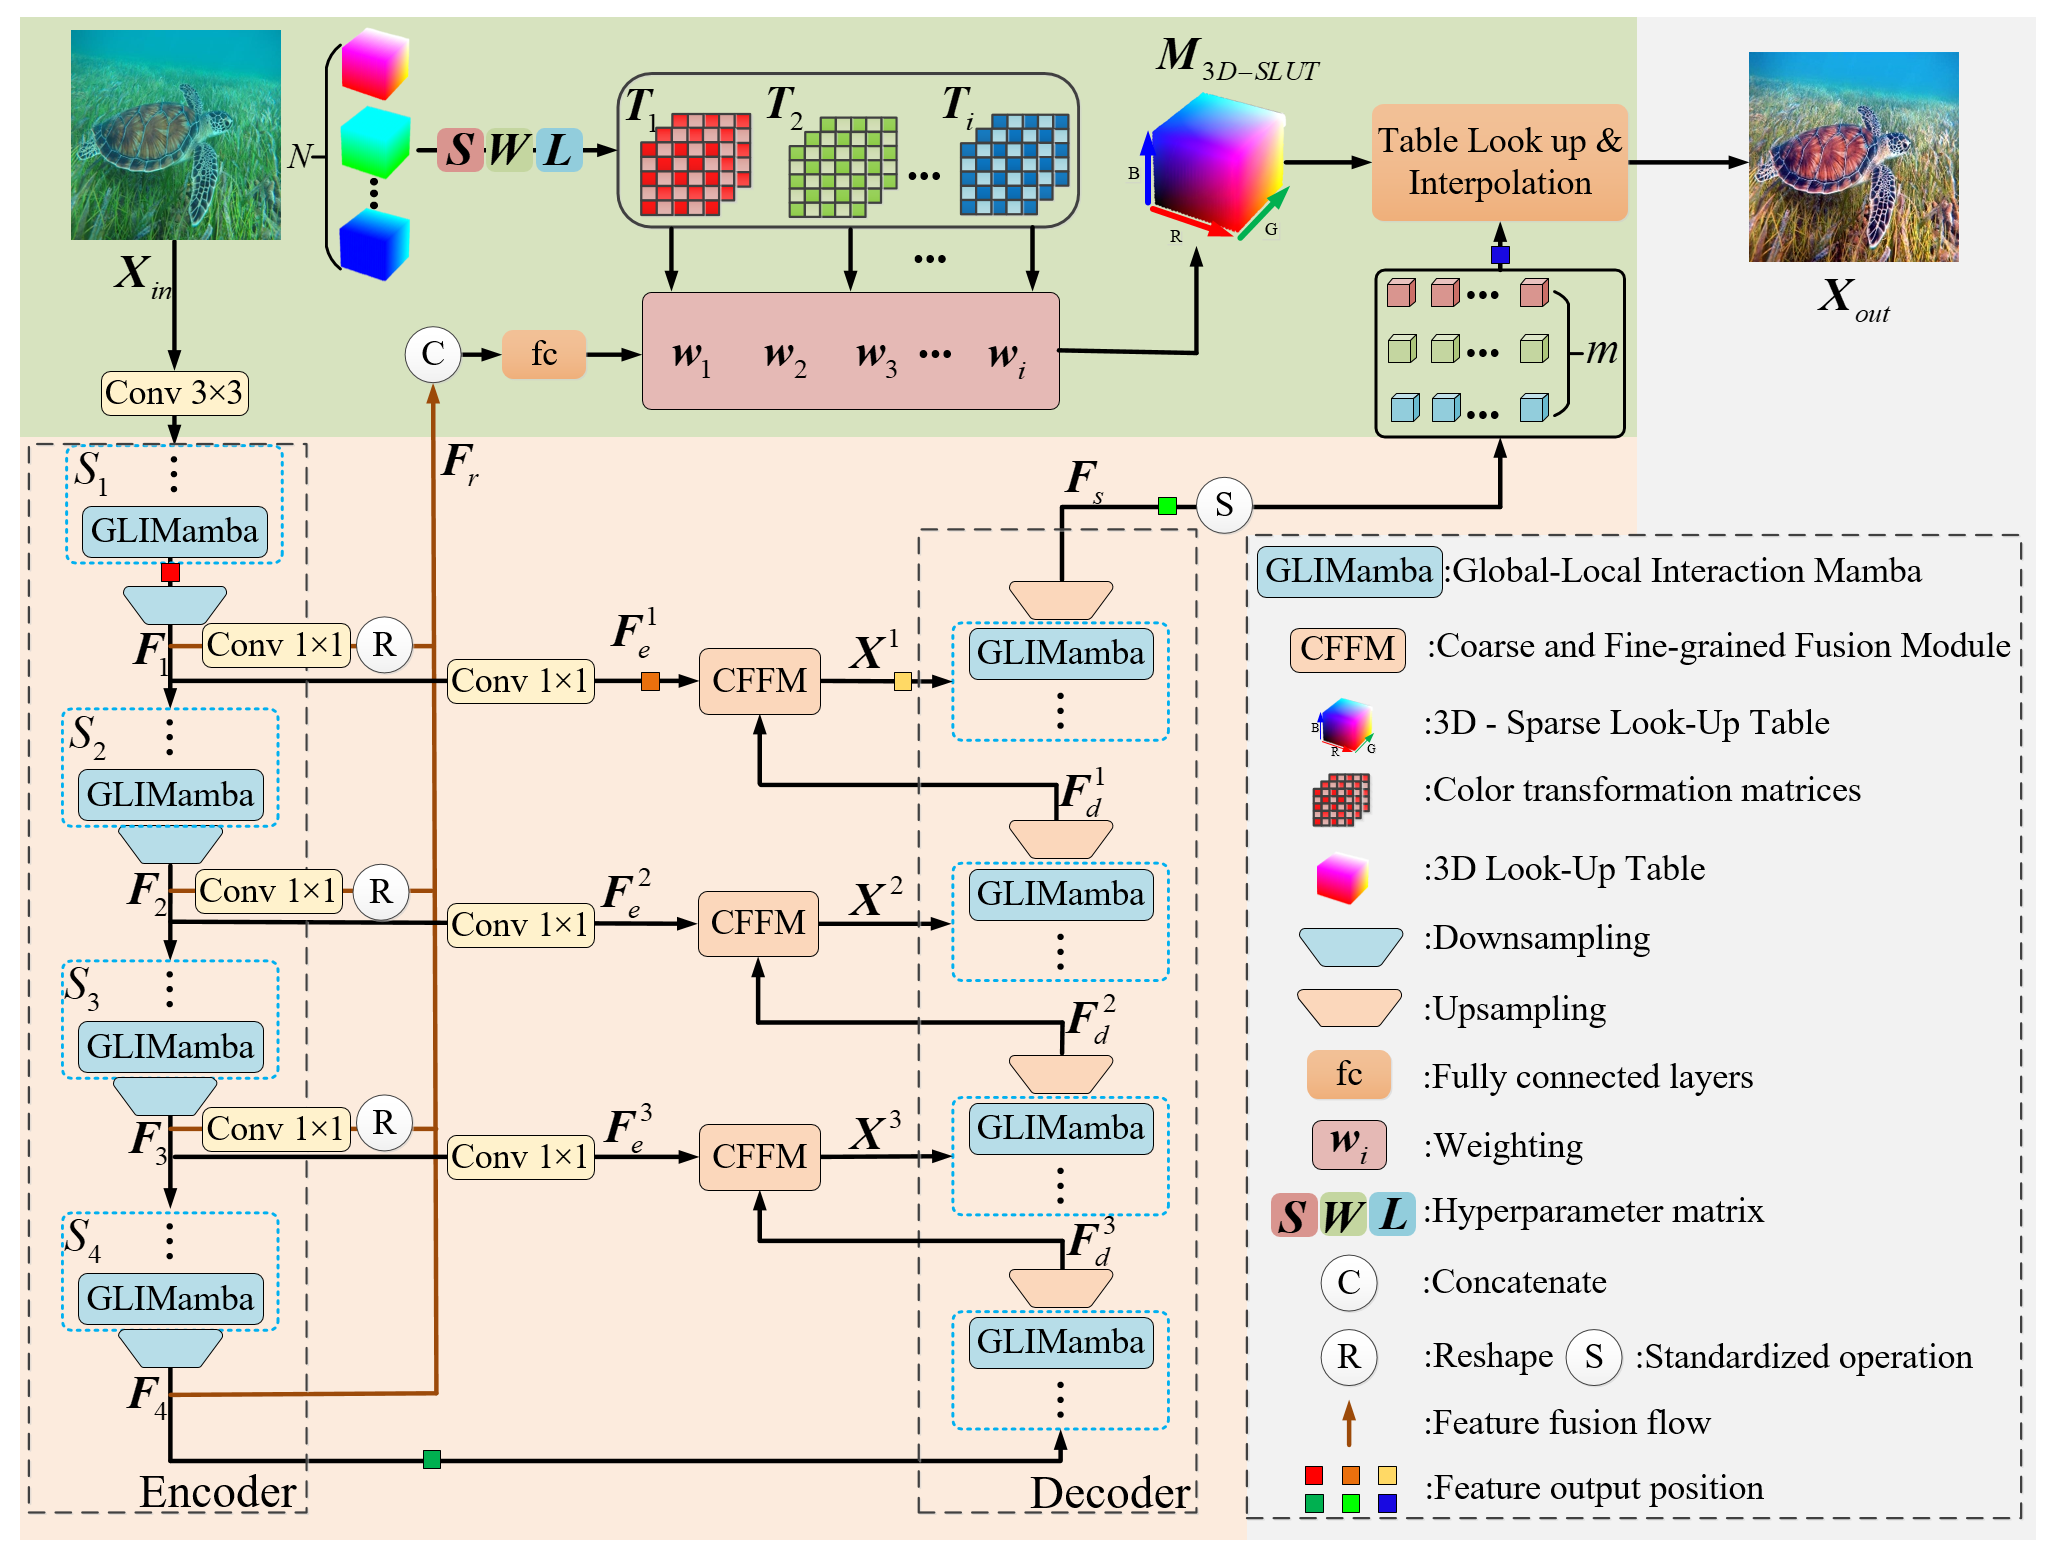 X_in
N
S W L
T_1 T_2 ••• T_i
•••
M_3D−SLUT
B
R
G
Table Look up &
Interpolation
X_out
C
fc
w_1 w_2 w_3 ••• w_i
•••
•••
•••
m
Conv 3×3
F_r
S_1
GLIMamba
F_1
Conv 1×1
R
Conv 1×1
F_e^1
CFFM
X^1
GLIMamba
F_s
S
S_2
GLIMamba
F_2
Conv 1×1
R
Conv 1×1
F_e^2
CFFM
X^2
F_d^1
GLIMamba
S_3
GLIMamba
F_3
Conv 1×1
R
Conv 1×1
F_e^3
CFFM
X^3
F_d^2
GLIMamba
S_4
GLIMamba
F_4
F_d^3
GLIMamba
Encoder
Decoder
GLIMamba :Global-Local Interaction Mamba
CFFM :Coarse and Fine-grained Fusion Module
B R G :3D - Sparse Look-Up Table
:Color transformation matrices
:3D Look-Up Table
:Downsampling
:Upsampling
fc :Fully connected layers
w_i :Weighting
S W L :Hyperparameter matrix
C :Concatenate
R :Reshape S :Standardized operation
:Feature fusion flow
:Feature output position